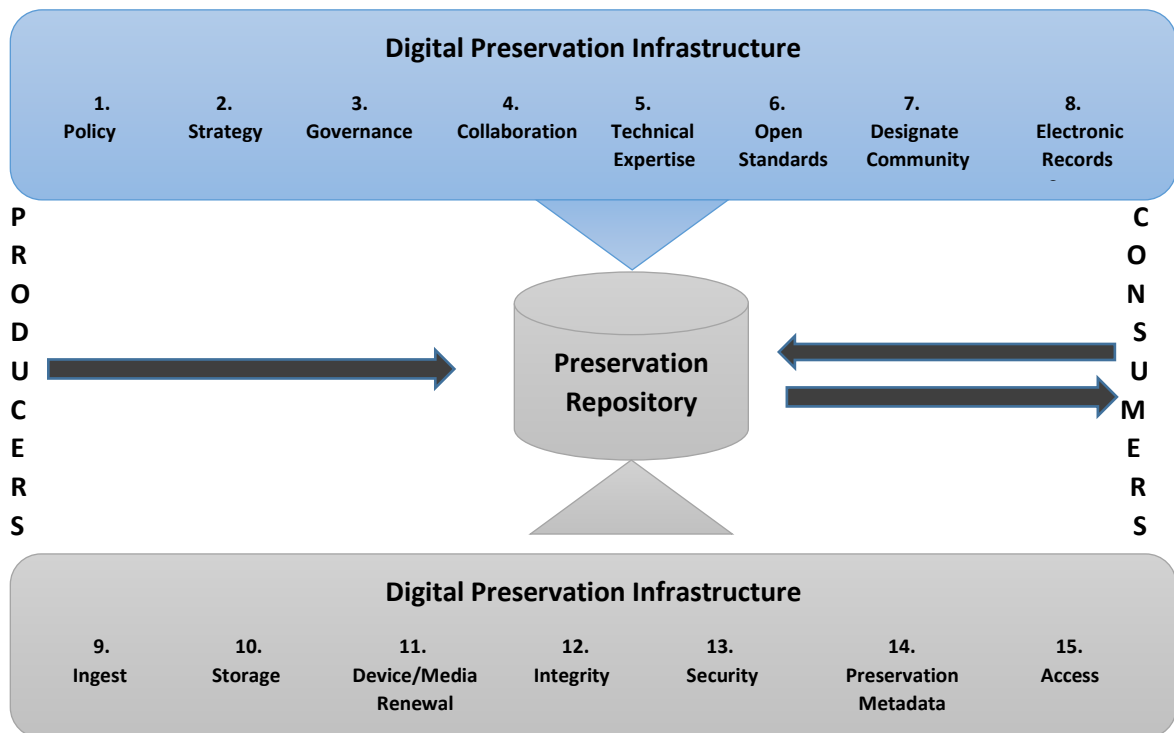 Digital Preservation Infrastructure
1. 2. 3. 4. 5. 6. 7. 8.
Policy Strategy Governance Collaboration Technical Open Designate Electronic
Expertise Standards Community Records
PRODUCERS
CONSUMERS
Preservation
Repository
Digital Preservation Infrastructure
9. 10. 11. 12. 13. 14. 15.
Ingest Storage Device/Media Integrity Security Preservation Access
Renewal Metadata